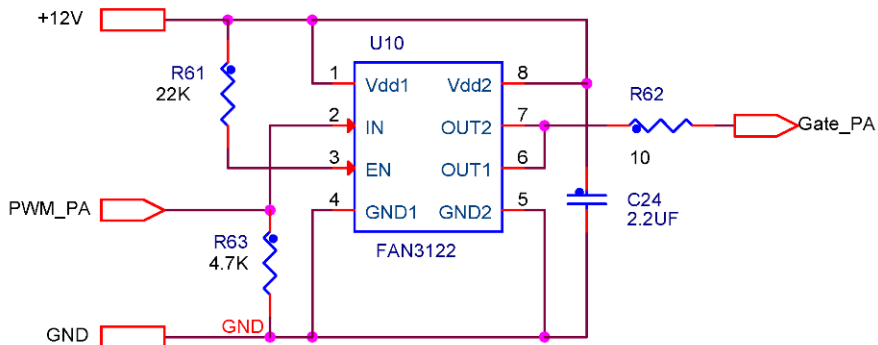 +12V
U10
R61
22K
1
Vdd1
Vdd2
8
R62
2
IN
OUT2
7
Gate_PA
10
3
EN
OUT1
6
PWM_PA
4
GND1
GND2
5
C24
2.2UF
R63
4.7K
FAN3122
GND
GND